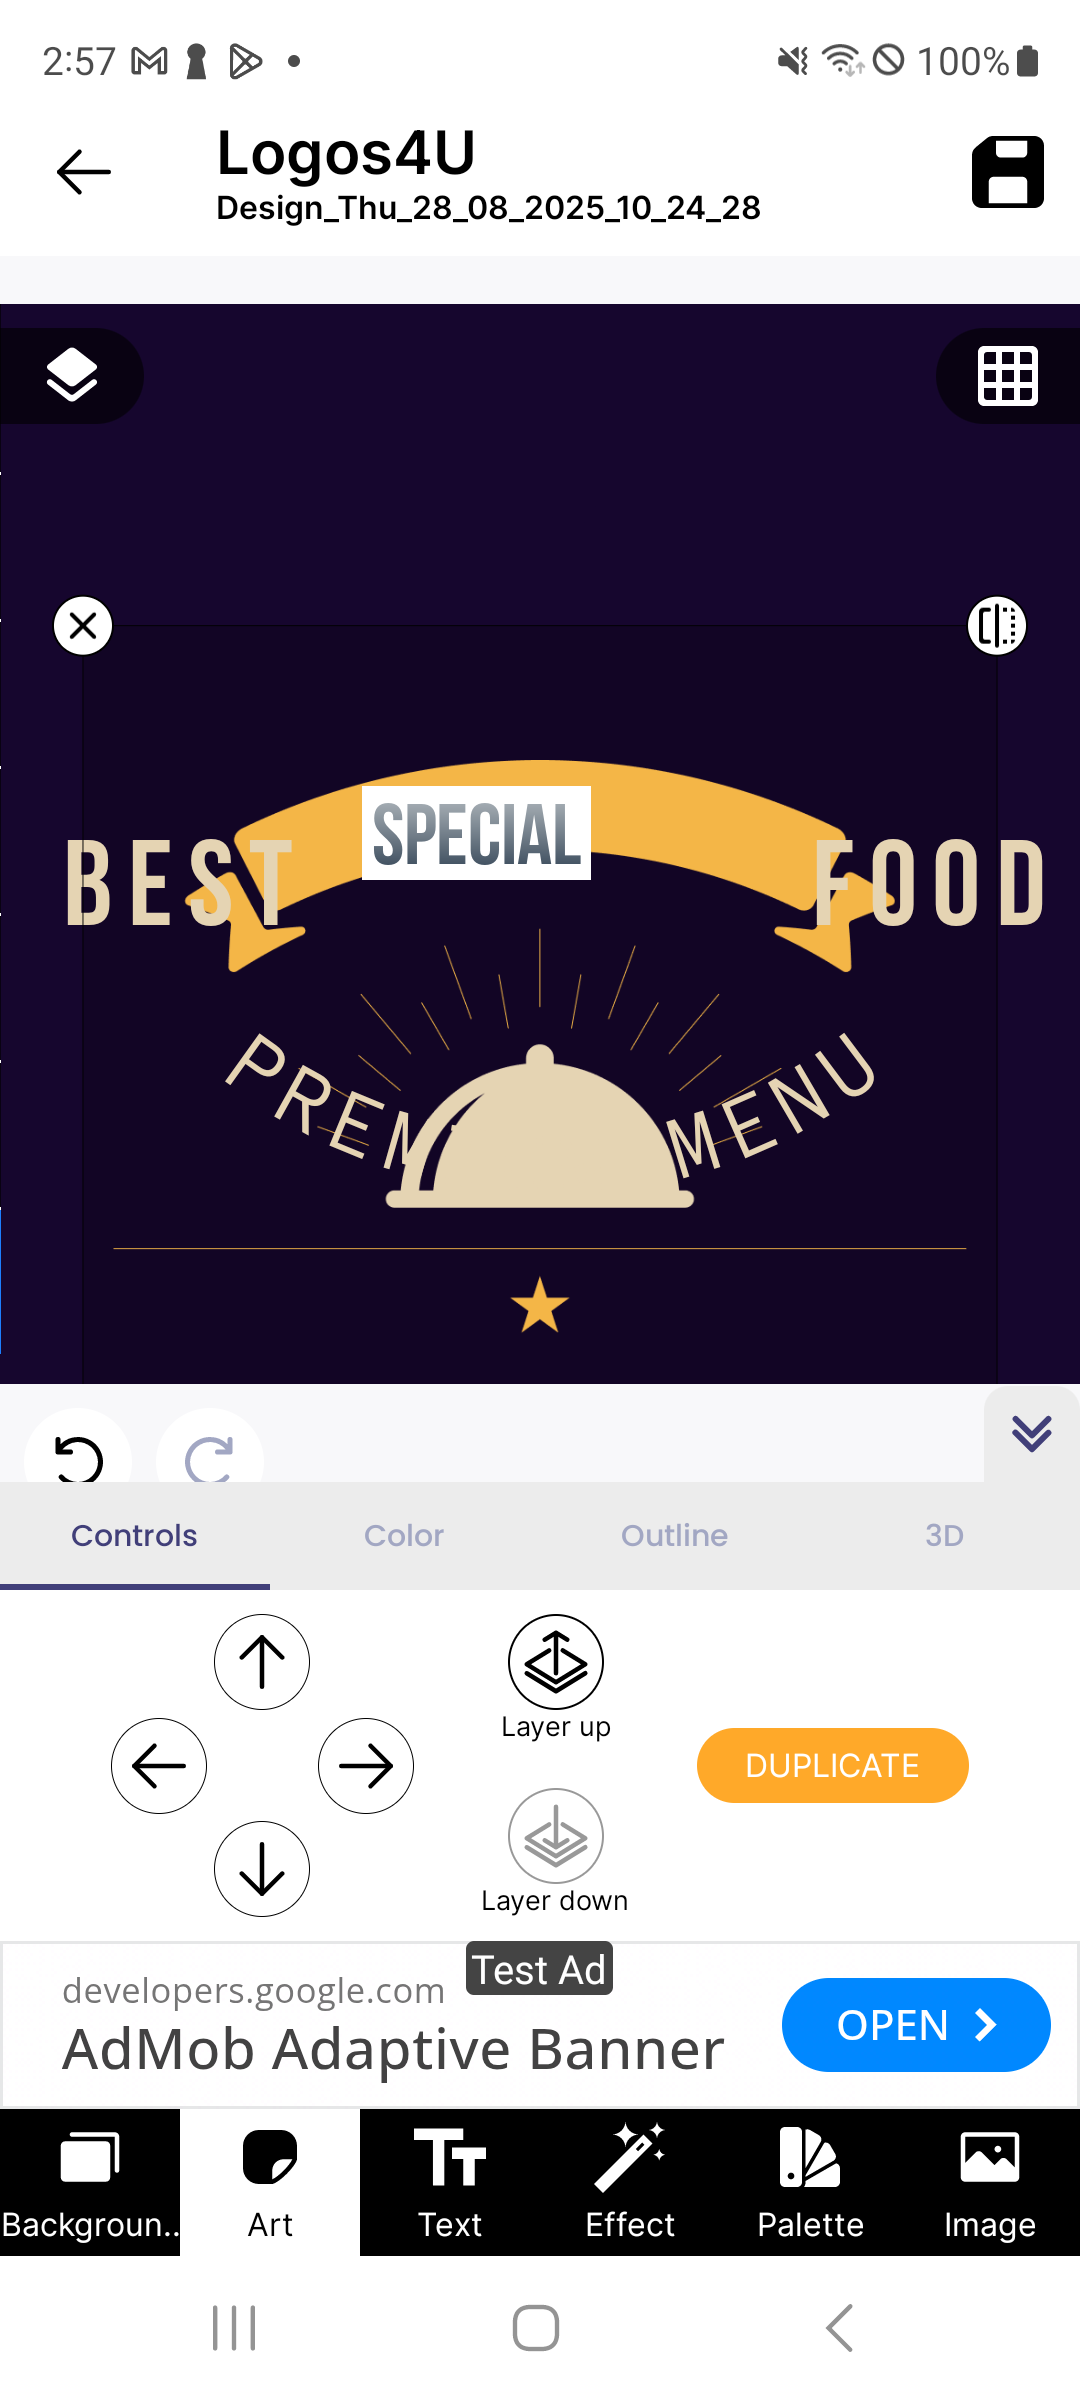 2:57
100%
Logos4U
Design_Thu_28_08_2025_10_24_28
SPECIAL
BEST FOOD
MENU
Controls Color Outline 3D
Layer up
DUPLICATE
Layer down
Test Ad
developers.google.com
AdMob Adaptive Banner
OPEN
Backgroun.. Art Text Effect Palette Image